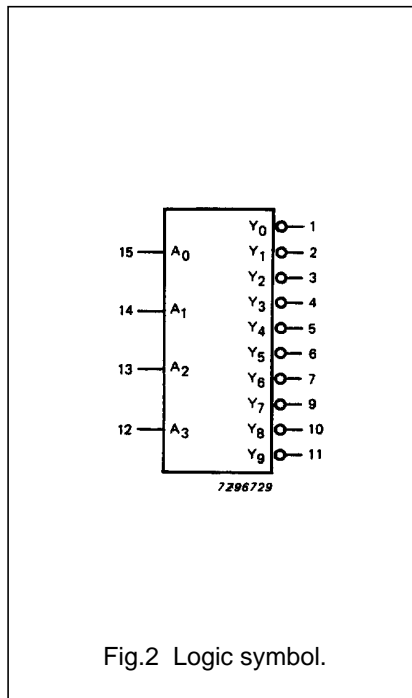 Y0 1
15 A0 Y1 2
Y2 3
14 A1 Y3 4
Y4 5
Y5 6
13 A2 Y6 7
Y7 9
12 A3 Y8 10
Y9 11
7Z96729
Fig.2 Logic symbol.